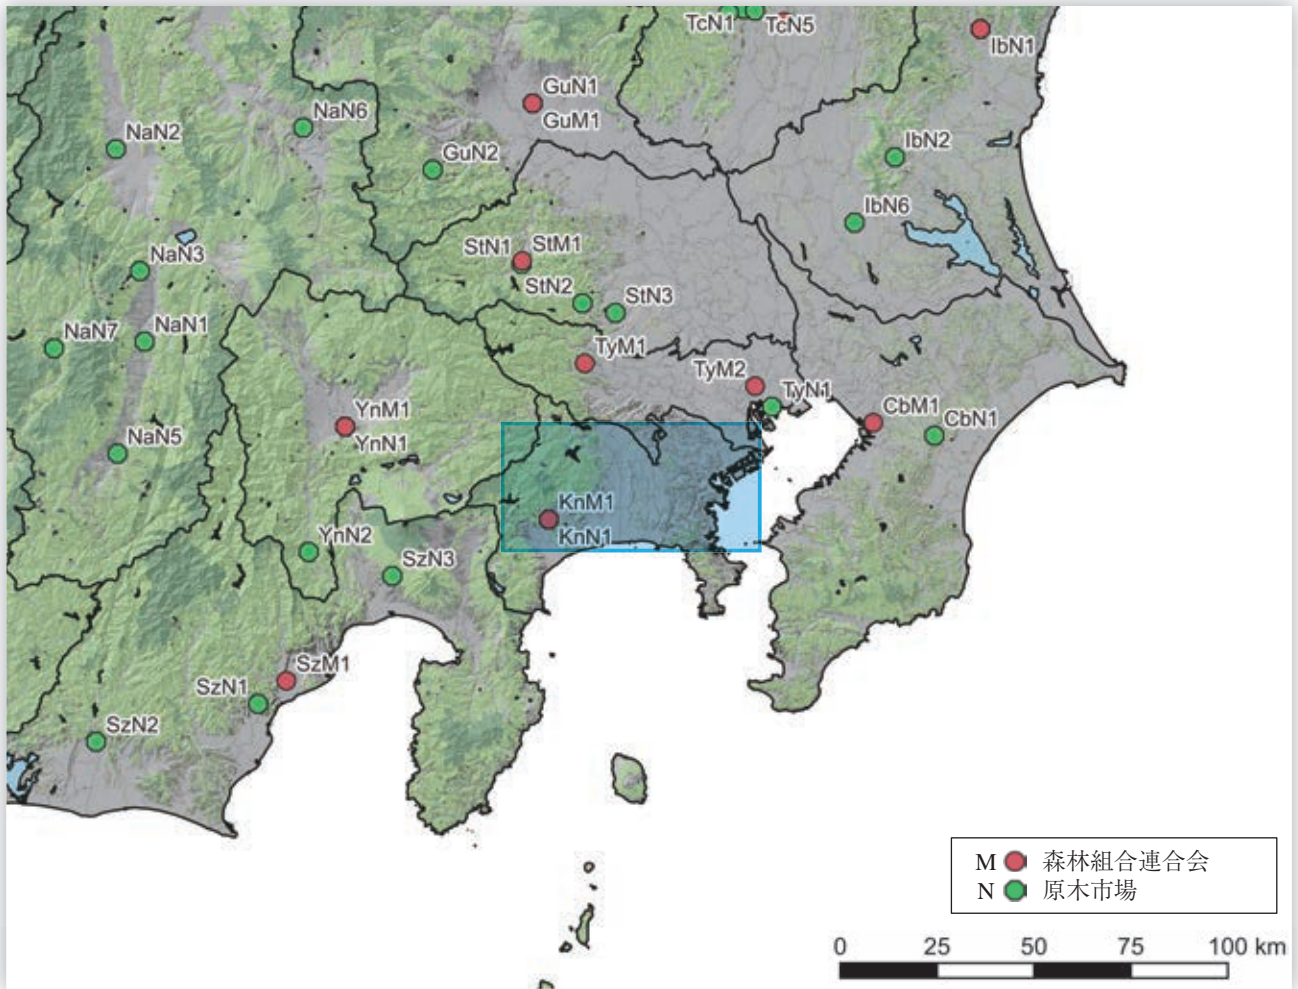 TcN1
TcN5
IbN1
GuN1
GuM1
NaN6
NaN2
GuN2
IbN2
IbN6
StN1
StM1
NaN3
StN2
StN3
NaN7
NaN1
TyM1
TyM2
TyN1
YnM1
CbM1
CbN1
YnN1
NaN5
KnM1
KnN1
YnN2
SzN3
SzM1
SzN1
SzN2
M 森林組合連合会
N 原木市場
0 25 50 75 100 km